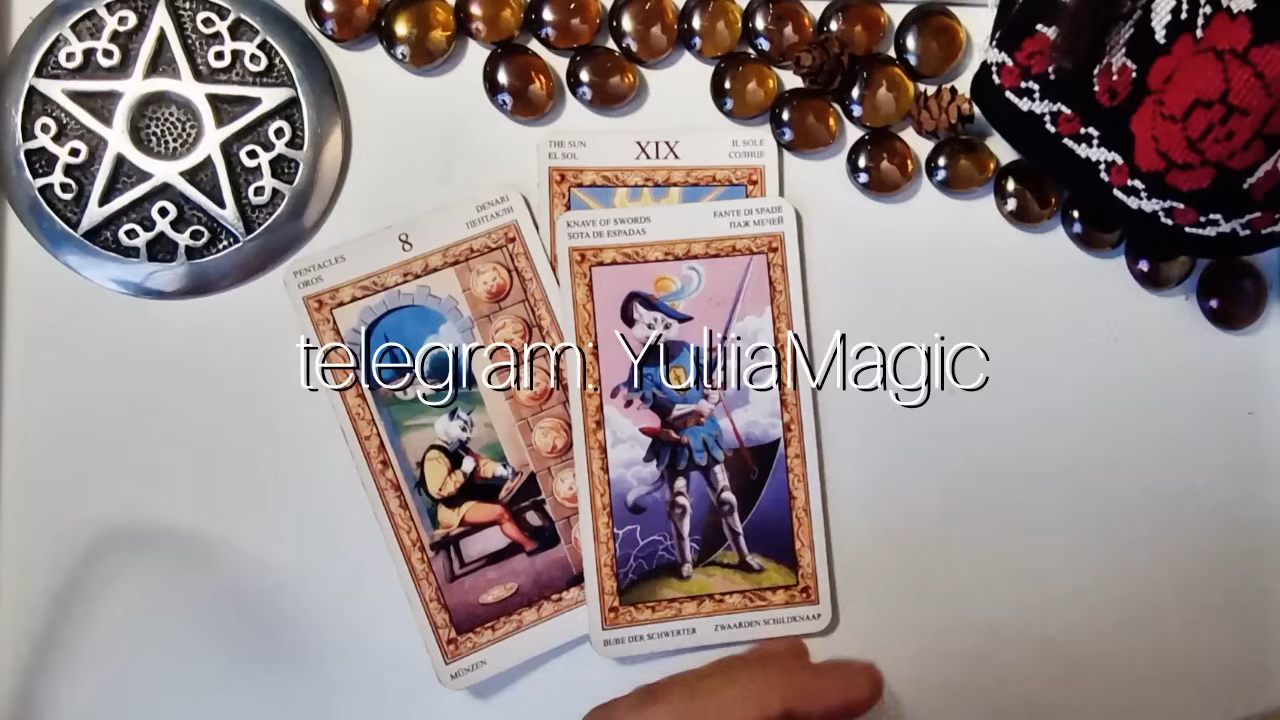 THE SUN
EL SOL
XIX
IL SOLE
СОЛНЦЕ
PENTACLES
OROS
8
DENARI
ПЕНТАКЛИ
KNAVE OF SWORDS
SOTA DE ESPADAS
FANTE DI SPADE
ПАЖ МЕЧЕЙ
telegram: YuliiaMagic
MÜNZEN
BUBE DER SCHWERTER
ZWAARDEN SCHILDKNAAP